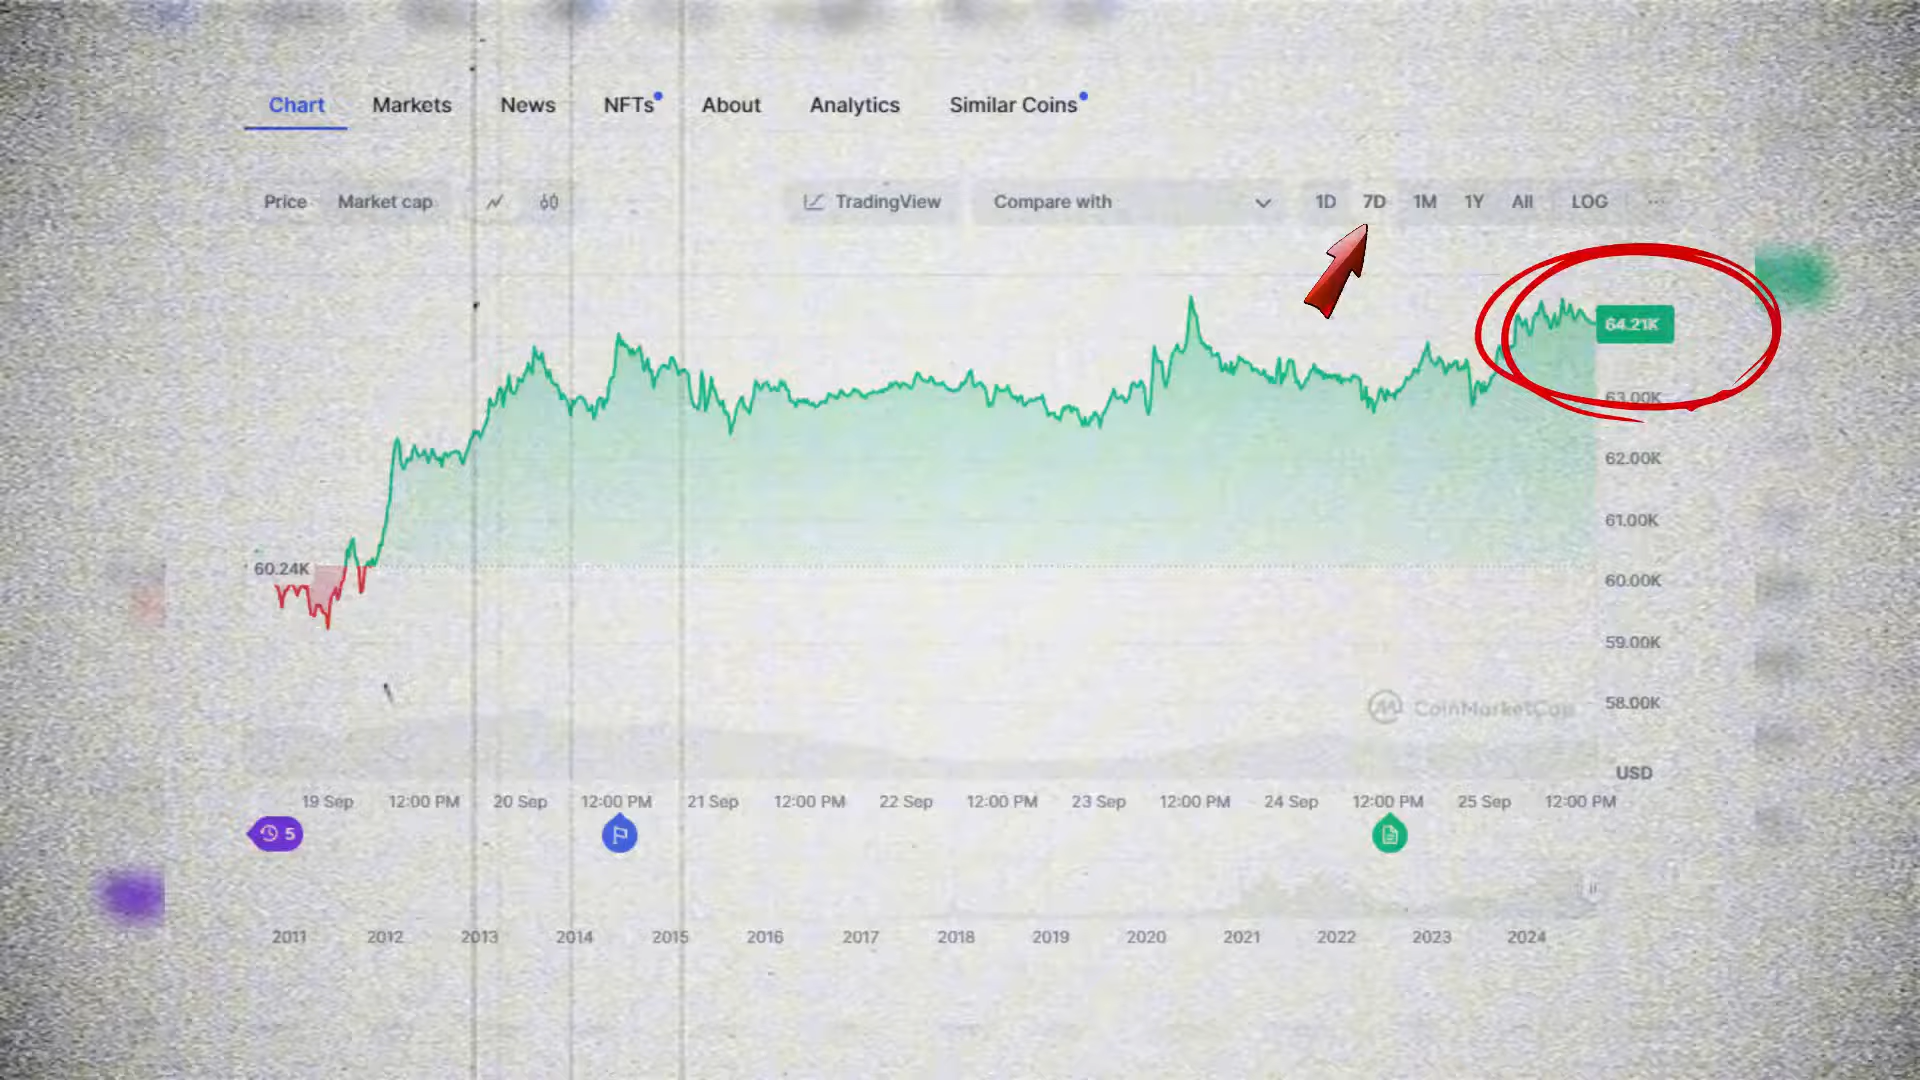 Chart Markets News NFTs About Analytics Similar Coins
Price Market cap TradingView Compare with 1D 7D 1M 1Y All LOG
64.21K
63.00K
62.00K
61.00K
60.24K
60.00K
59.00K
58.00K
CoinMarketCap
USD
19 Sep 12:00 PM 20 Sep 12:00 PM 21 Sep 12:00 PM 22 Sep 12:00 PM 23 Sep 12:00 PM 24 Sep 12:00 PM 25 Sep 12:00 PM
5
2011 2012 2013 2014 2015 2016 2017 2018 2019 2020 2021 2022 2023 2024